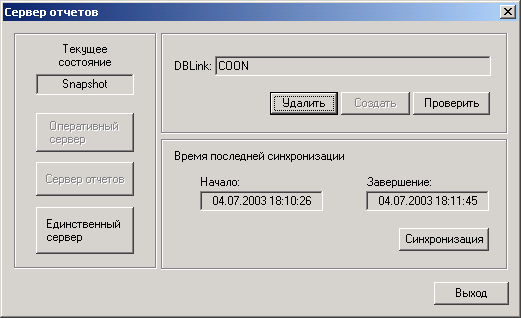 Сервер отчетов
Текущее
состояние
Snapshot
Оперативный
сервер
Сервер отчетов
Единственный
сервер
DBLink: COON
Удалить Создать Проверить
Время последней синхронизации
Начало: Завершение:
04.07.2003 18:10:26 04.07.2003 18:11:45
Синхронизация
Выход